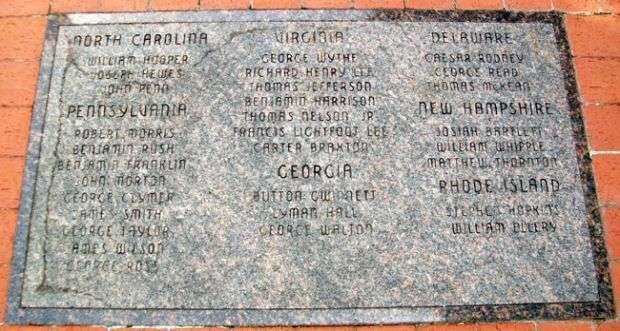 NORTH CAROLINA
WILLIAM HOOPER
JOSEPH HEWES
JOHN PENN
PENNSYLVANIA
ROBERT MORRIS
BENJAMIN RUSH
BENJAMIN FRANKLIN
JOHN MORTON
GEORGE CLYMER
JAMES SMITH
GEORGE TAYLOR
JAMES WILSON
GEORGE ROSS
VIRGINIA
GEORGE WYTHE
RICHARD HENRY LEE
THOMAS JEFFERSON
BENJAMIN HARRISON
THOMAS NELSON JR.
FRANCIS LIGHTFOOT LEE
CARTER BRAXTON
GEORGIA
BUTTON GWINNETT
LYMAN HALL
GEORGE WALTON
DELAWARE
CAESAR RODNEY
GEORGE READ
THOMAS McKEAN
NEW HAMPSHIRE
JOSIAH BARTLETT
WILLIAM WHIPPLE
MATTHEW THORNTON
RHODE ISLAND
STEPHEN HOPKINS
WILLIAM ELLERY